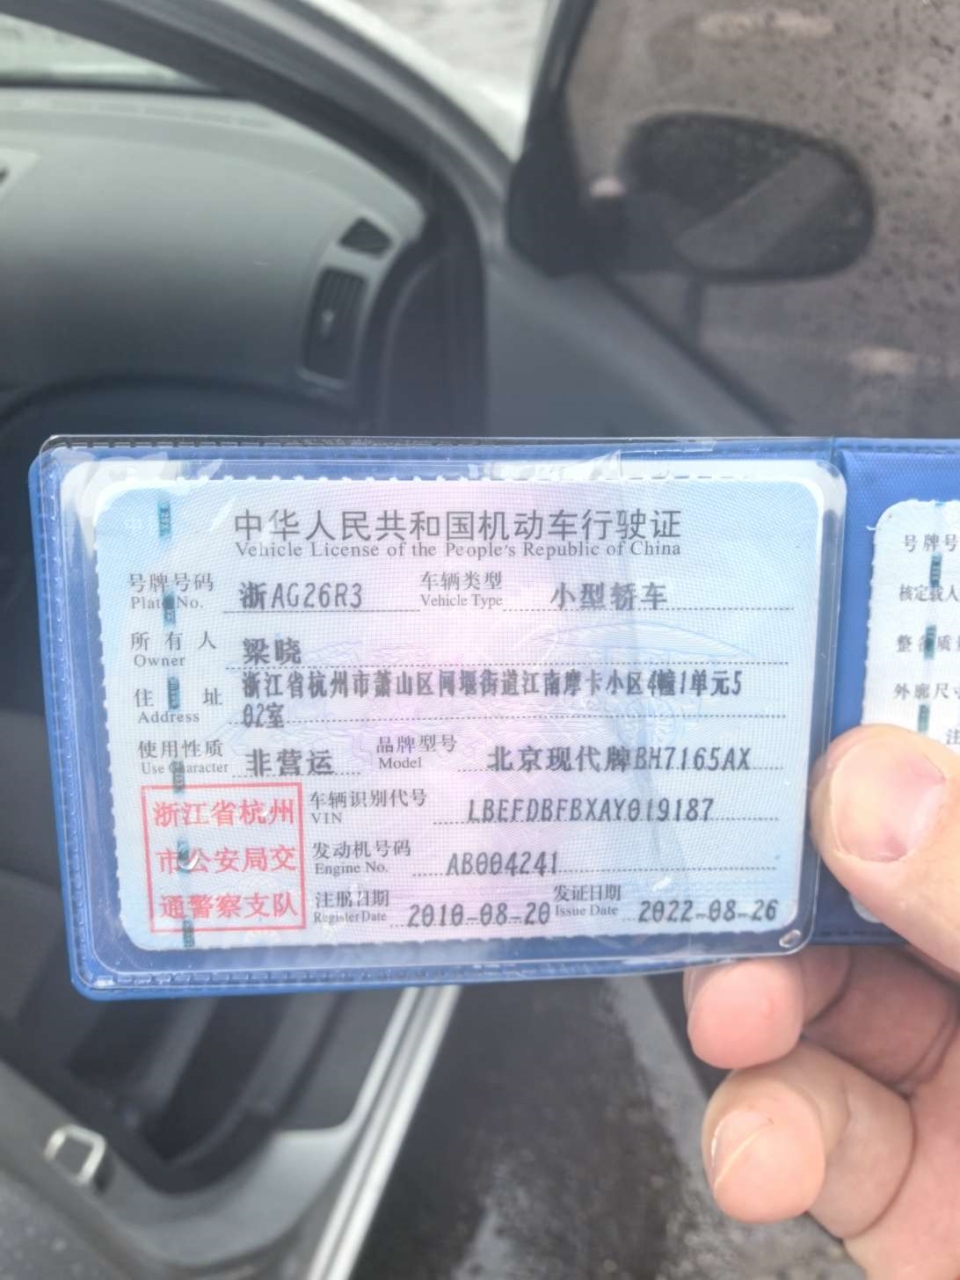 中华人民共和国机动车行驶证
Vehicle License of the People's Republic of China
号牌号码 浙AG26R3 车辆类型 小型轿车
Plate No. Vehicle Type
所有人 梁晓
Owner
住址 浙江省杭州市萧山区闻堰街道江南摩卡小区4幢1单元5
Address 02室
使用性质 非营运 品牌型号 北京现代牌BH7165AX
Use Character Model
浙江省杭州
市公安局交
通警察支队
车辆识别代号 LBEFDBFBXAY019187
VIN
发动机号码 AB004241
Engine No.
注册日期 2010-08-20 发证日期 2022-08-26
Register Date Issue Date
号牌号
核定载人
整备质
外廓尺寸